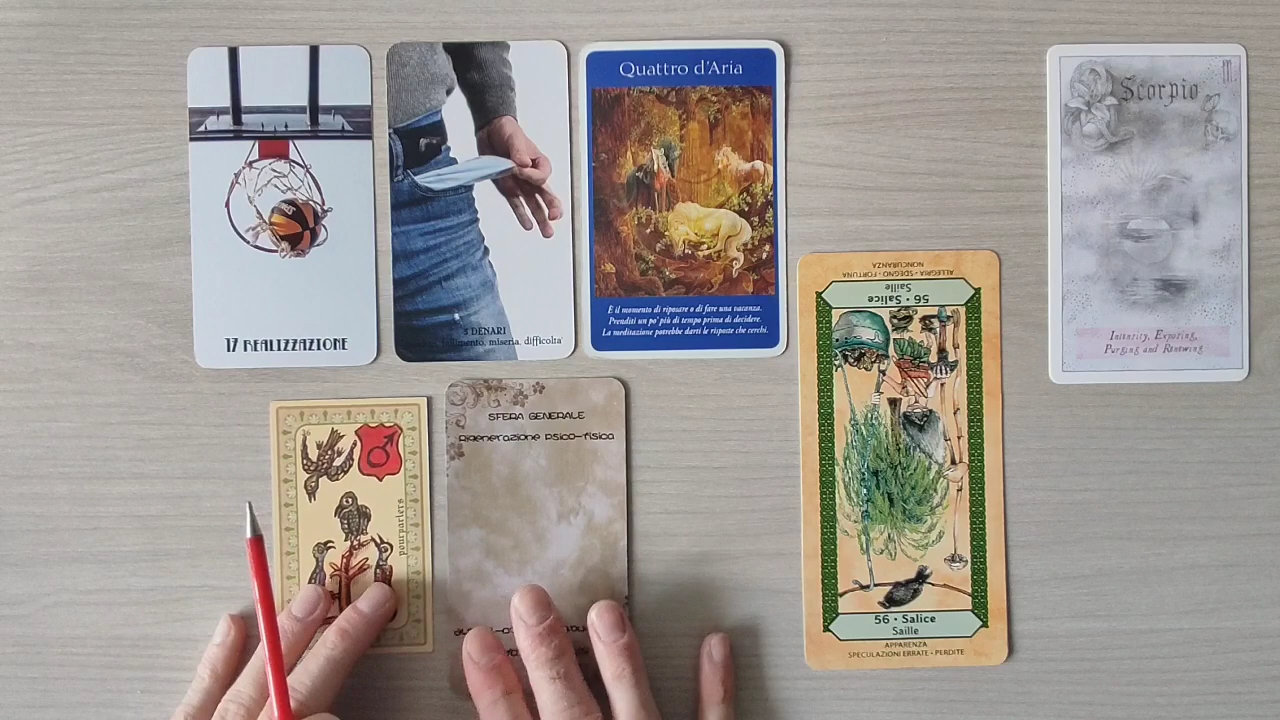 17 REALIZZAZIONE
5 DENARI
miseria, difficolta'
Quattro d'Aria
È il momento di riposare o di fare una vacanza.
Prenditi un po' più di tempo prima di decidere.
La meditazione potrebbe darti le risposte che cerchi.
Scorpio
Intensity, Exposing,
Purging and Renewing
pourparlers
SFERA GENERALE
Rigenerazione psico-fisica
ALLEGRIA - SDEGNO - FORTUNA
NONCURANZA
56 • Salice
Saille
56 • Salice
Saille
APPARENZA
SPECULAZIONI ERRATE - PERDITE